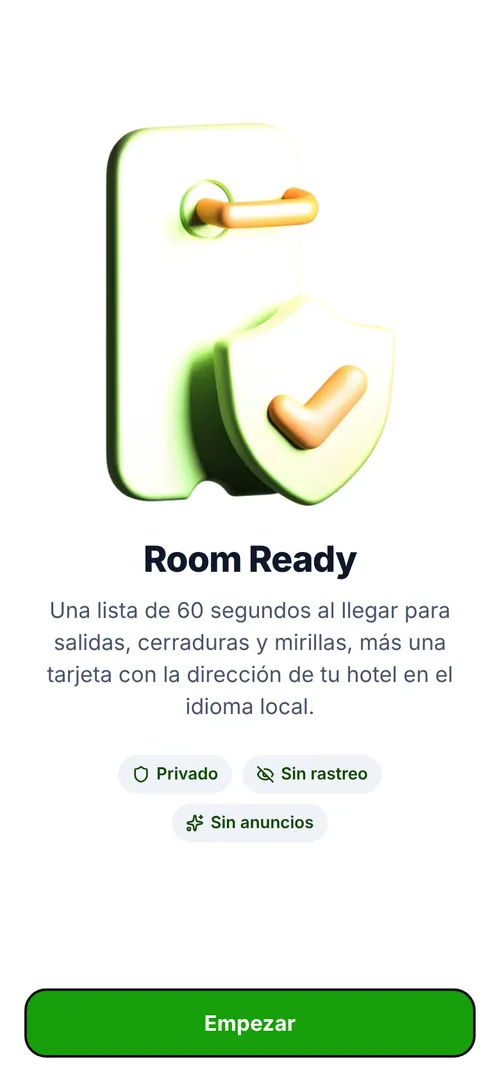 Room Ready
Una lista de 60 segundos al llegar para
salidas, cerraduras y mirillas, más una
tarjeta con la dirección de tu hotel en el
idioma local.
Privado
Sin rastreo
Sin anuncios
Empezar